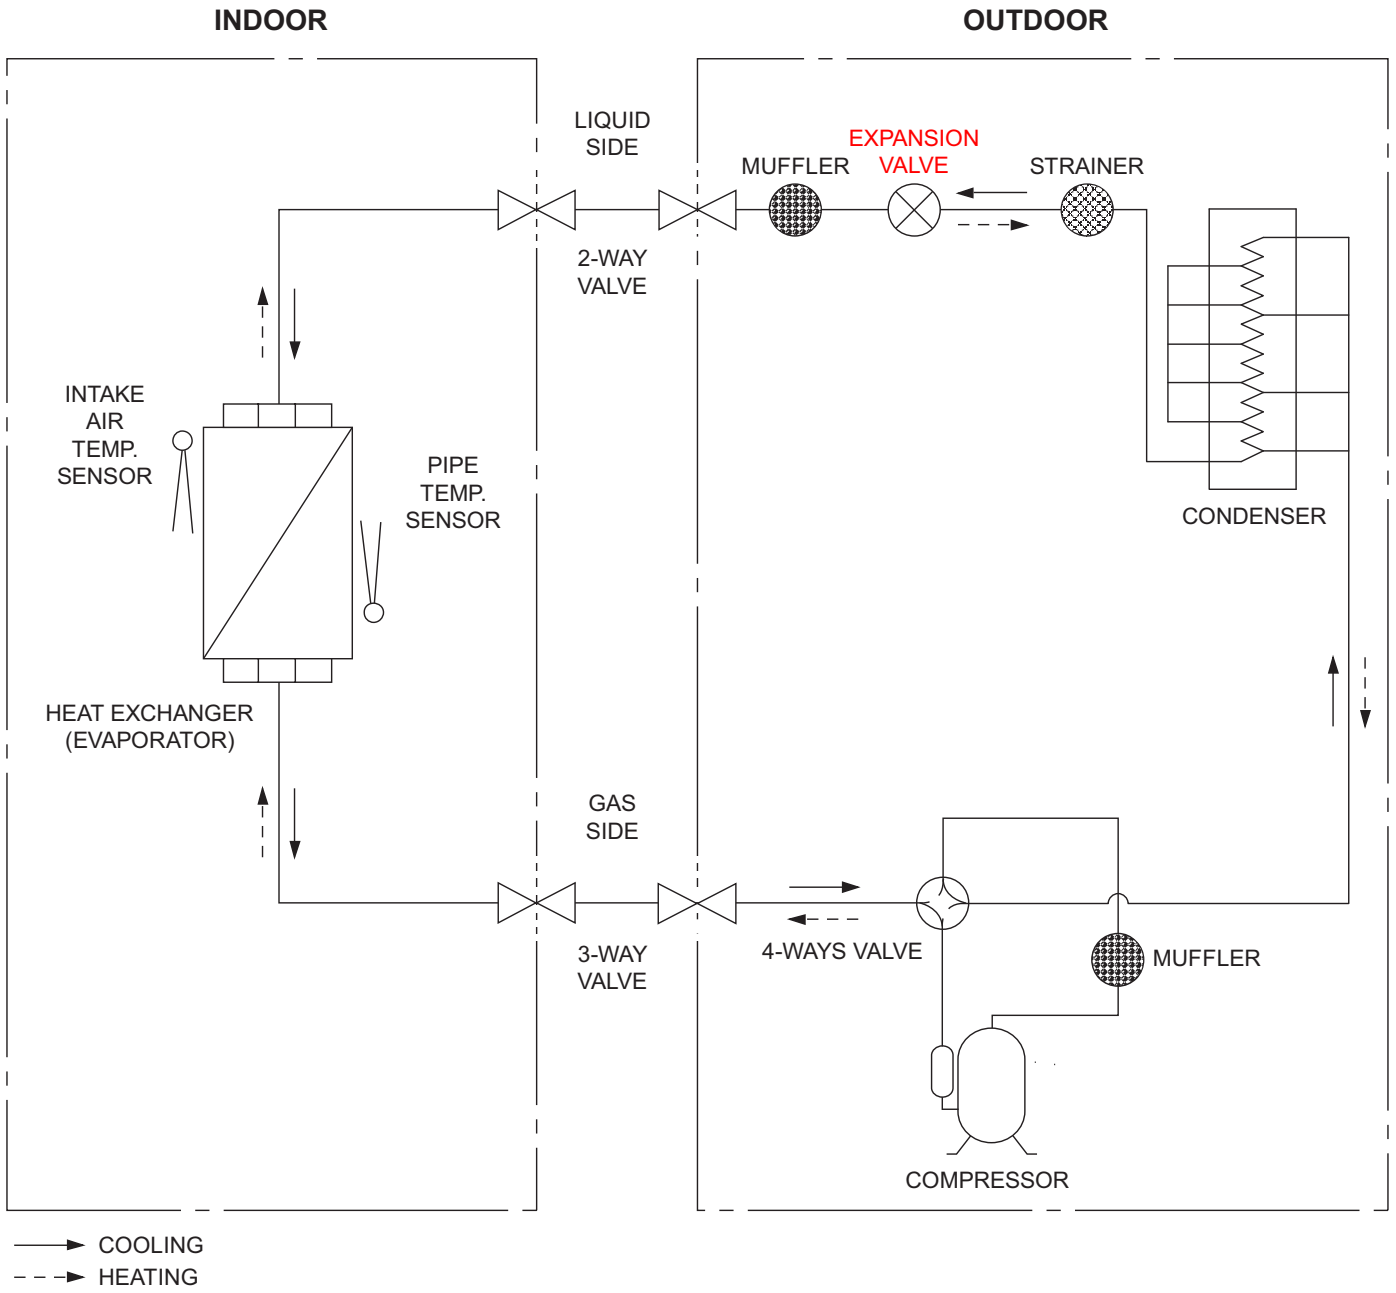 INDOOR
OUTDOOR
LIQUID
SIDE
MUFFLER
EXPANSION
VALVE
STRAINER
2-WAY
VALVE
INTAKE
AIR
TEMP.
SENSOR
PIPE
TEMP.
SENSOR
CONDENSER
HEAT EXCHANGER
(EVAPORATOR)
GAS
SIDE
3-WAY
VALVE
4-WAYS VALVE
MUFFLER
COMPRESSOR
COOLING
HEATING